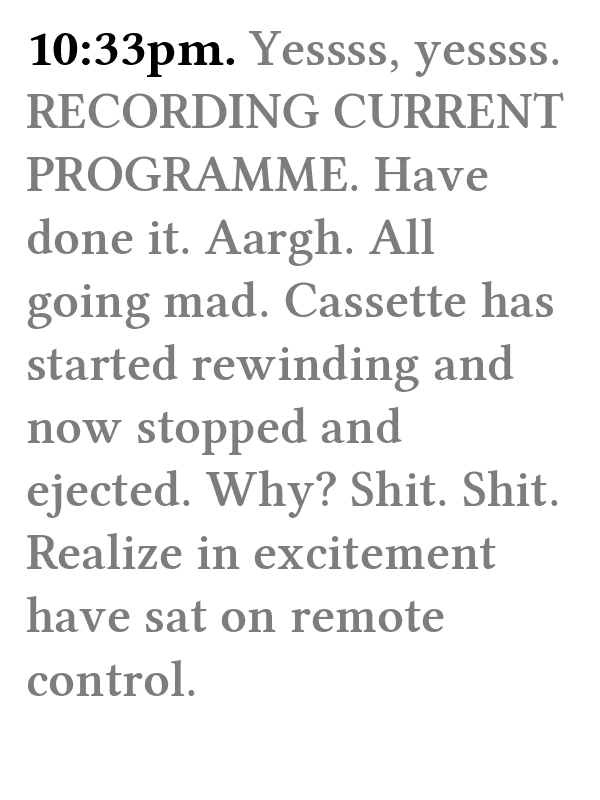 10:33pm. Yessss, yessss.
RECORDING CURRENT
PROGRAMME. Have
done it. Aargh. All
going mad. Cassette has
started rewinding and
now stopped and
ejected. Why? Shit. Shit.
Realize in excitement
have sat on remote
control.